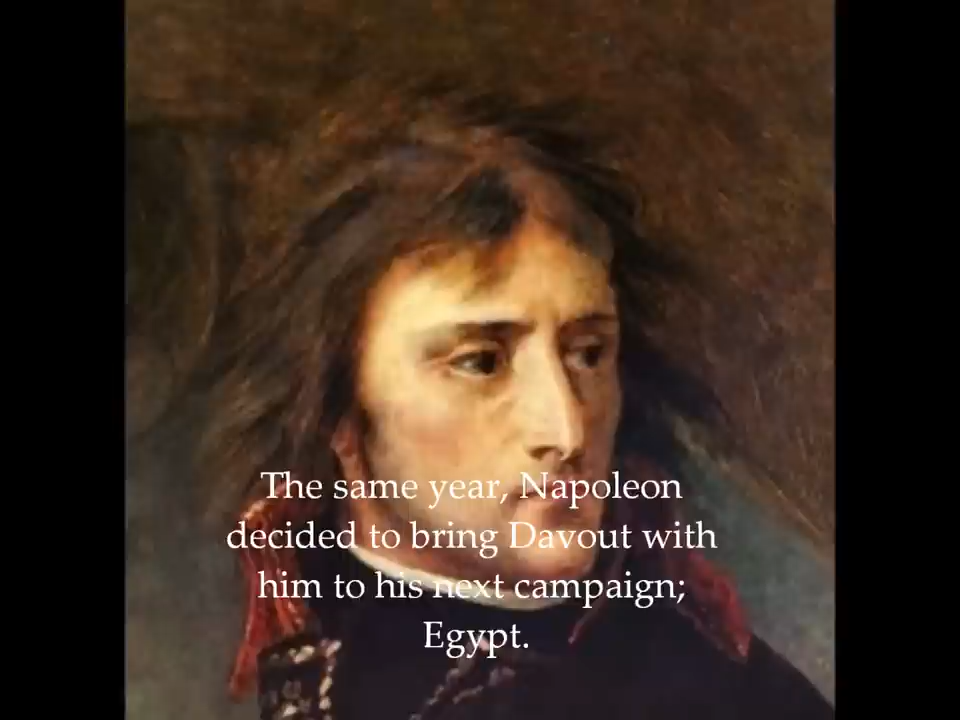 The same year, Napoleon
decided to bring Davout with
him to his next campaign;
Egypt.